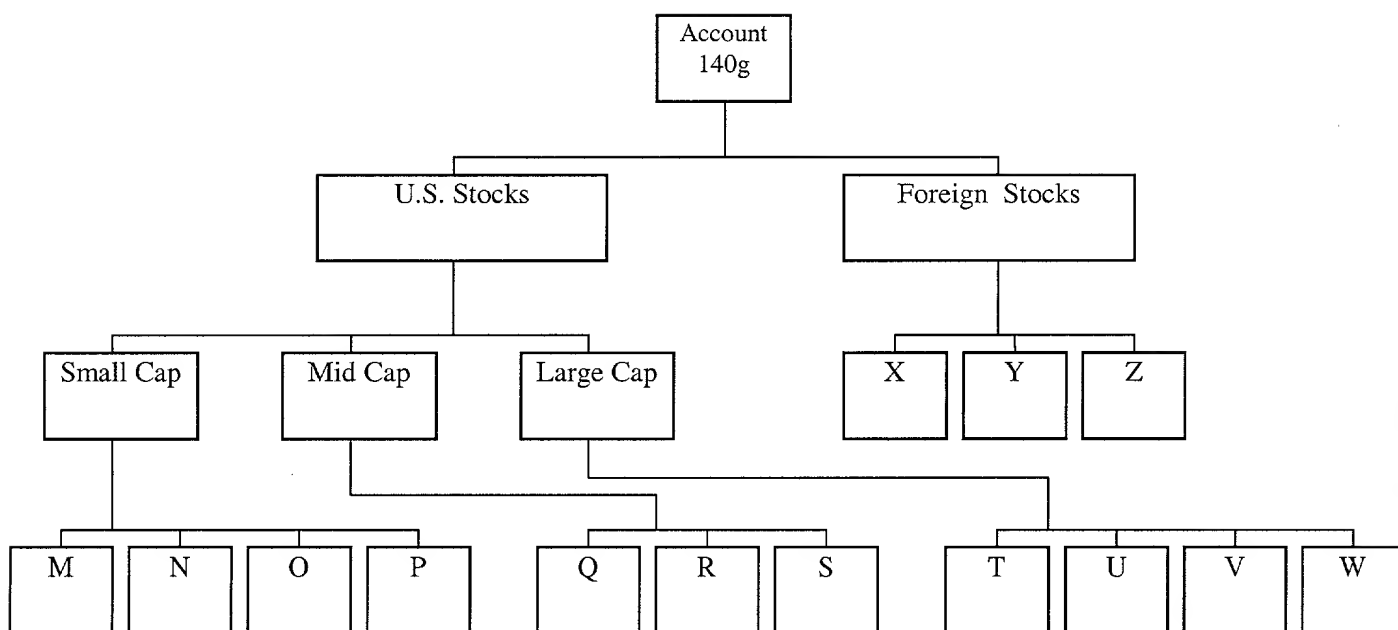 Account
140g
U.S. Stocks
Foreign Stocks
Small Cap
Mid Cap
Large Cap
X
Y
Z
M
N
O
P
Q
R
S
T
U
V
W